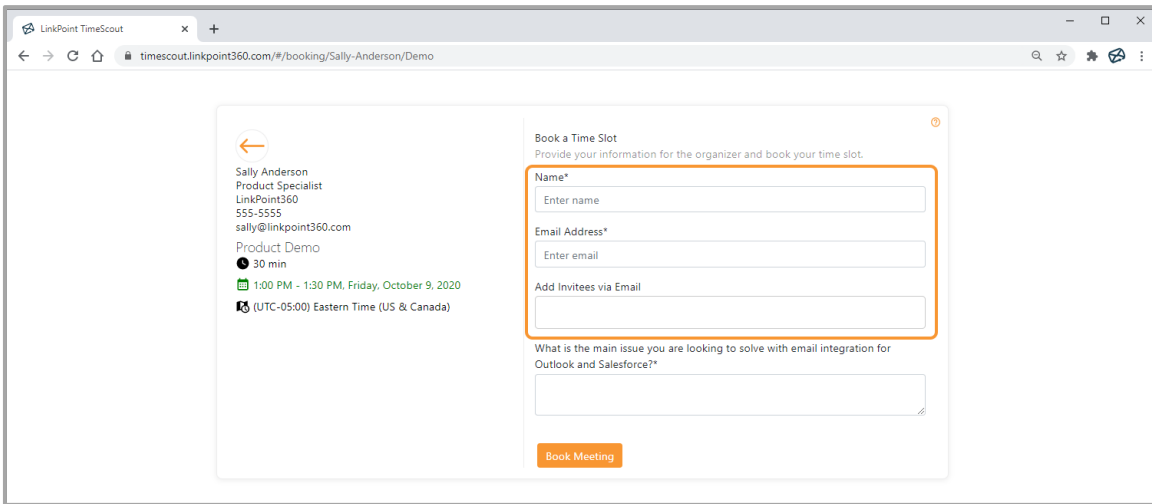 LinkPoint TimeScout
timescout.linkpoint360.com/#/booking/Sally-Anderson/Demo
Sally Anderson
Product Specialist
LinkPoint360
555-5555
sally@linkpoint360.com
Product Demo
30 min
1:00 PM - 1:30 PM, Friday, October 9, 2020
(UTC-05:00) Eastern Time (US & Canada)
Book a Time Slot
Provide your information for the organizer and book your time slot.
Name*
Enter name
Email Address*
Enter email
Add Invitees via Email
What is the main issue you are looking to solve with email integration for
Outlook and Salesforce?*
Book Meeting